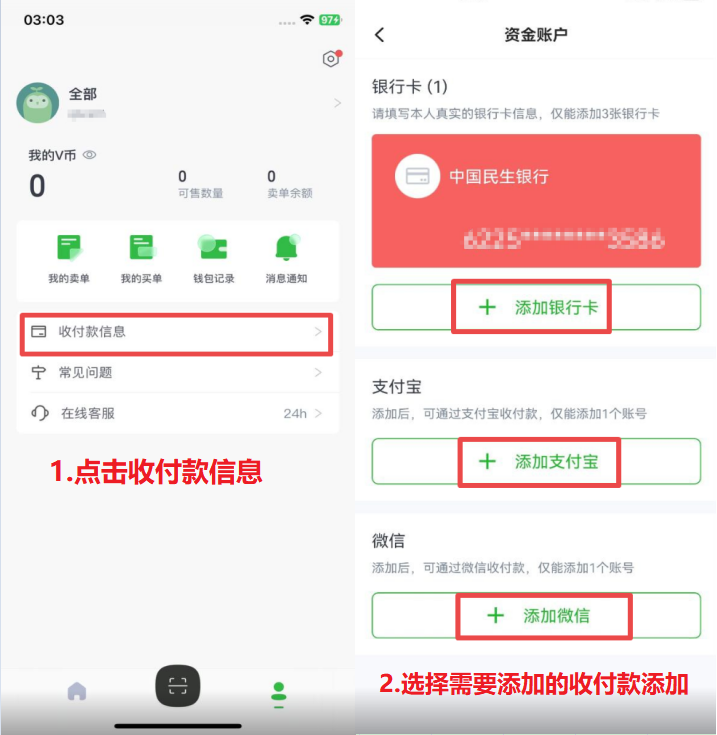 03:03
97
全部
我的V币
0
0
可售数量
0
卖单余额
我的卖单
我的买单
钱包记录
消息通知
收付款信息
常见问题
在线客服
24h
1.点击收付款信息
资金账户
银行卡 (1)
请填写本人真实的银行卡信息，仅能添加3张银行卡
中国民生银行
添加银行卡
支付宝
添加后，可通过支付宝收付款，仅能添加1个账号
添加支付宝
微信
添加后，可通过微信收付款，仅能添加1个账号
添加微信
2.选择需要添加的收付款添加